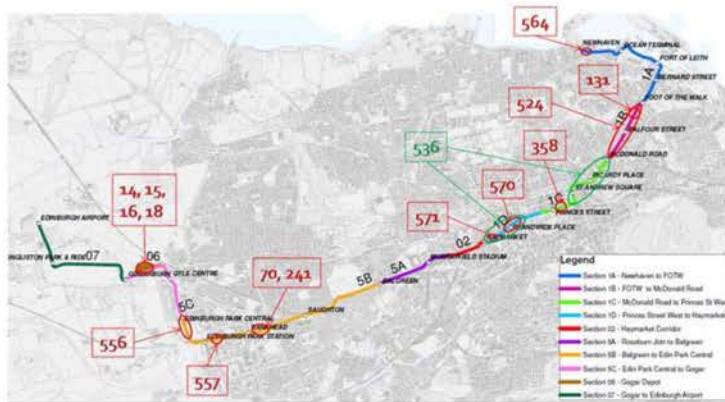 564
NEWHAVEN
OCEAN TERMINAL
PORT OF LEITH
1A
BERNARD STREET
131
FOOT OF THE WALK
524
1B
BALFOUR STREET
MCDONALD ROAD
536
358
PICARDY PLACE
ST ANDREW SQUARE
14, 15,
16, 18
570
1C
PRINCES STREET
1D
SHANDWICK PLACE
571
HAYMARKET
EDINBURGH AIRPORT
02
MURRAYFIELD STADIUM
INGLISTON PARK & RIDE
07
06
GOGARBURN
GYLE CENTRE
70, 241
5A
BALGREEN
5B
SAUGHTON
5C
EDINBURGH PARK CENTRAL
BANKHEAD
EDINBURGH PARK STATION
556
557
Legend
Section 1A - Newhaven to FOTW
Section 1B - FOTW to McDonald Road
Section 1C - McDonald Road to Princes St W
Section 1D - Princes Street West to Haymarket
Section 02 - Haymarket Corridor
Section 5A - Roseburn Jctn to Balgreen
Section 5B - Balgreen to Edin Park Central
Section 5C - Edin Park Central to Gogar
Section 06 - Gogar Depot
Section 07 - Gogar to Edinburgh Airport